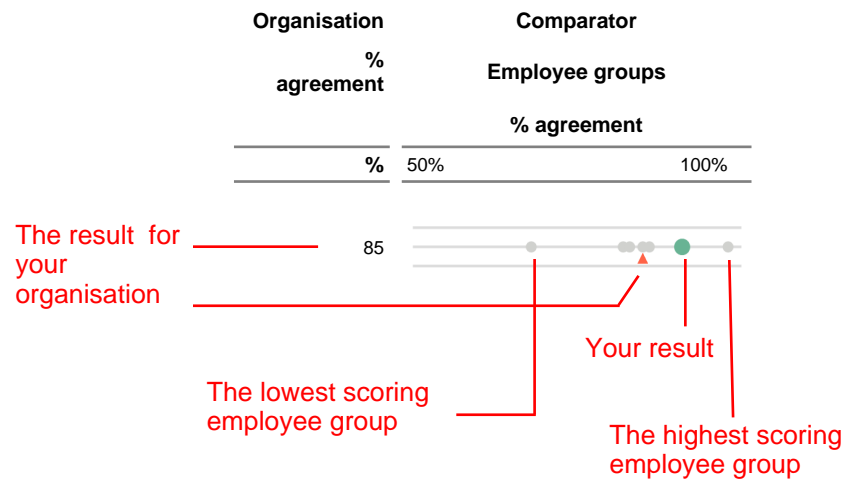 Organisation Comparator
%
agreement
Employee groups
% agreement
% 50% 100%
The result for
your
organisation
85
Your result
The lowest scoring
employee group
The highest scoring
employee group